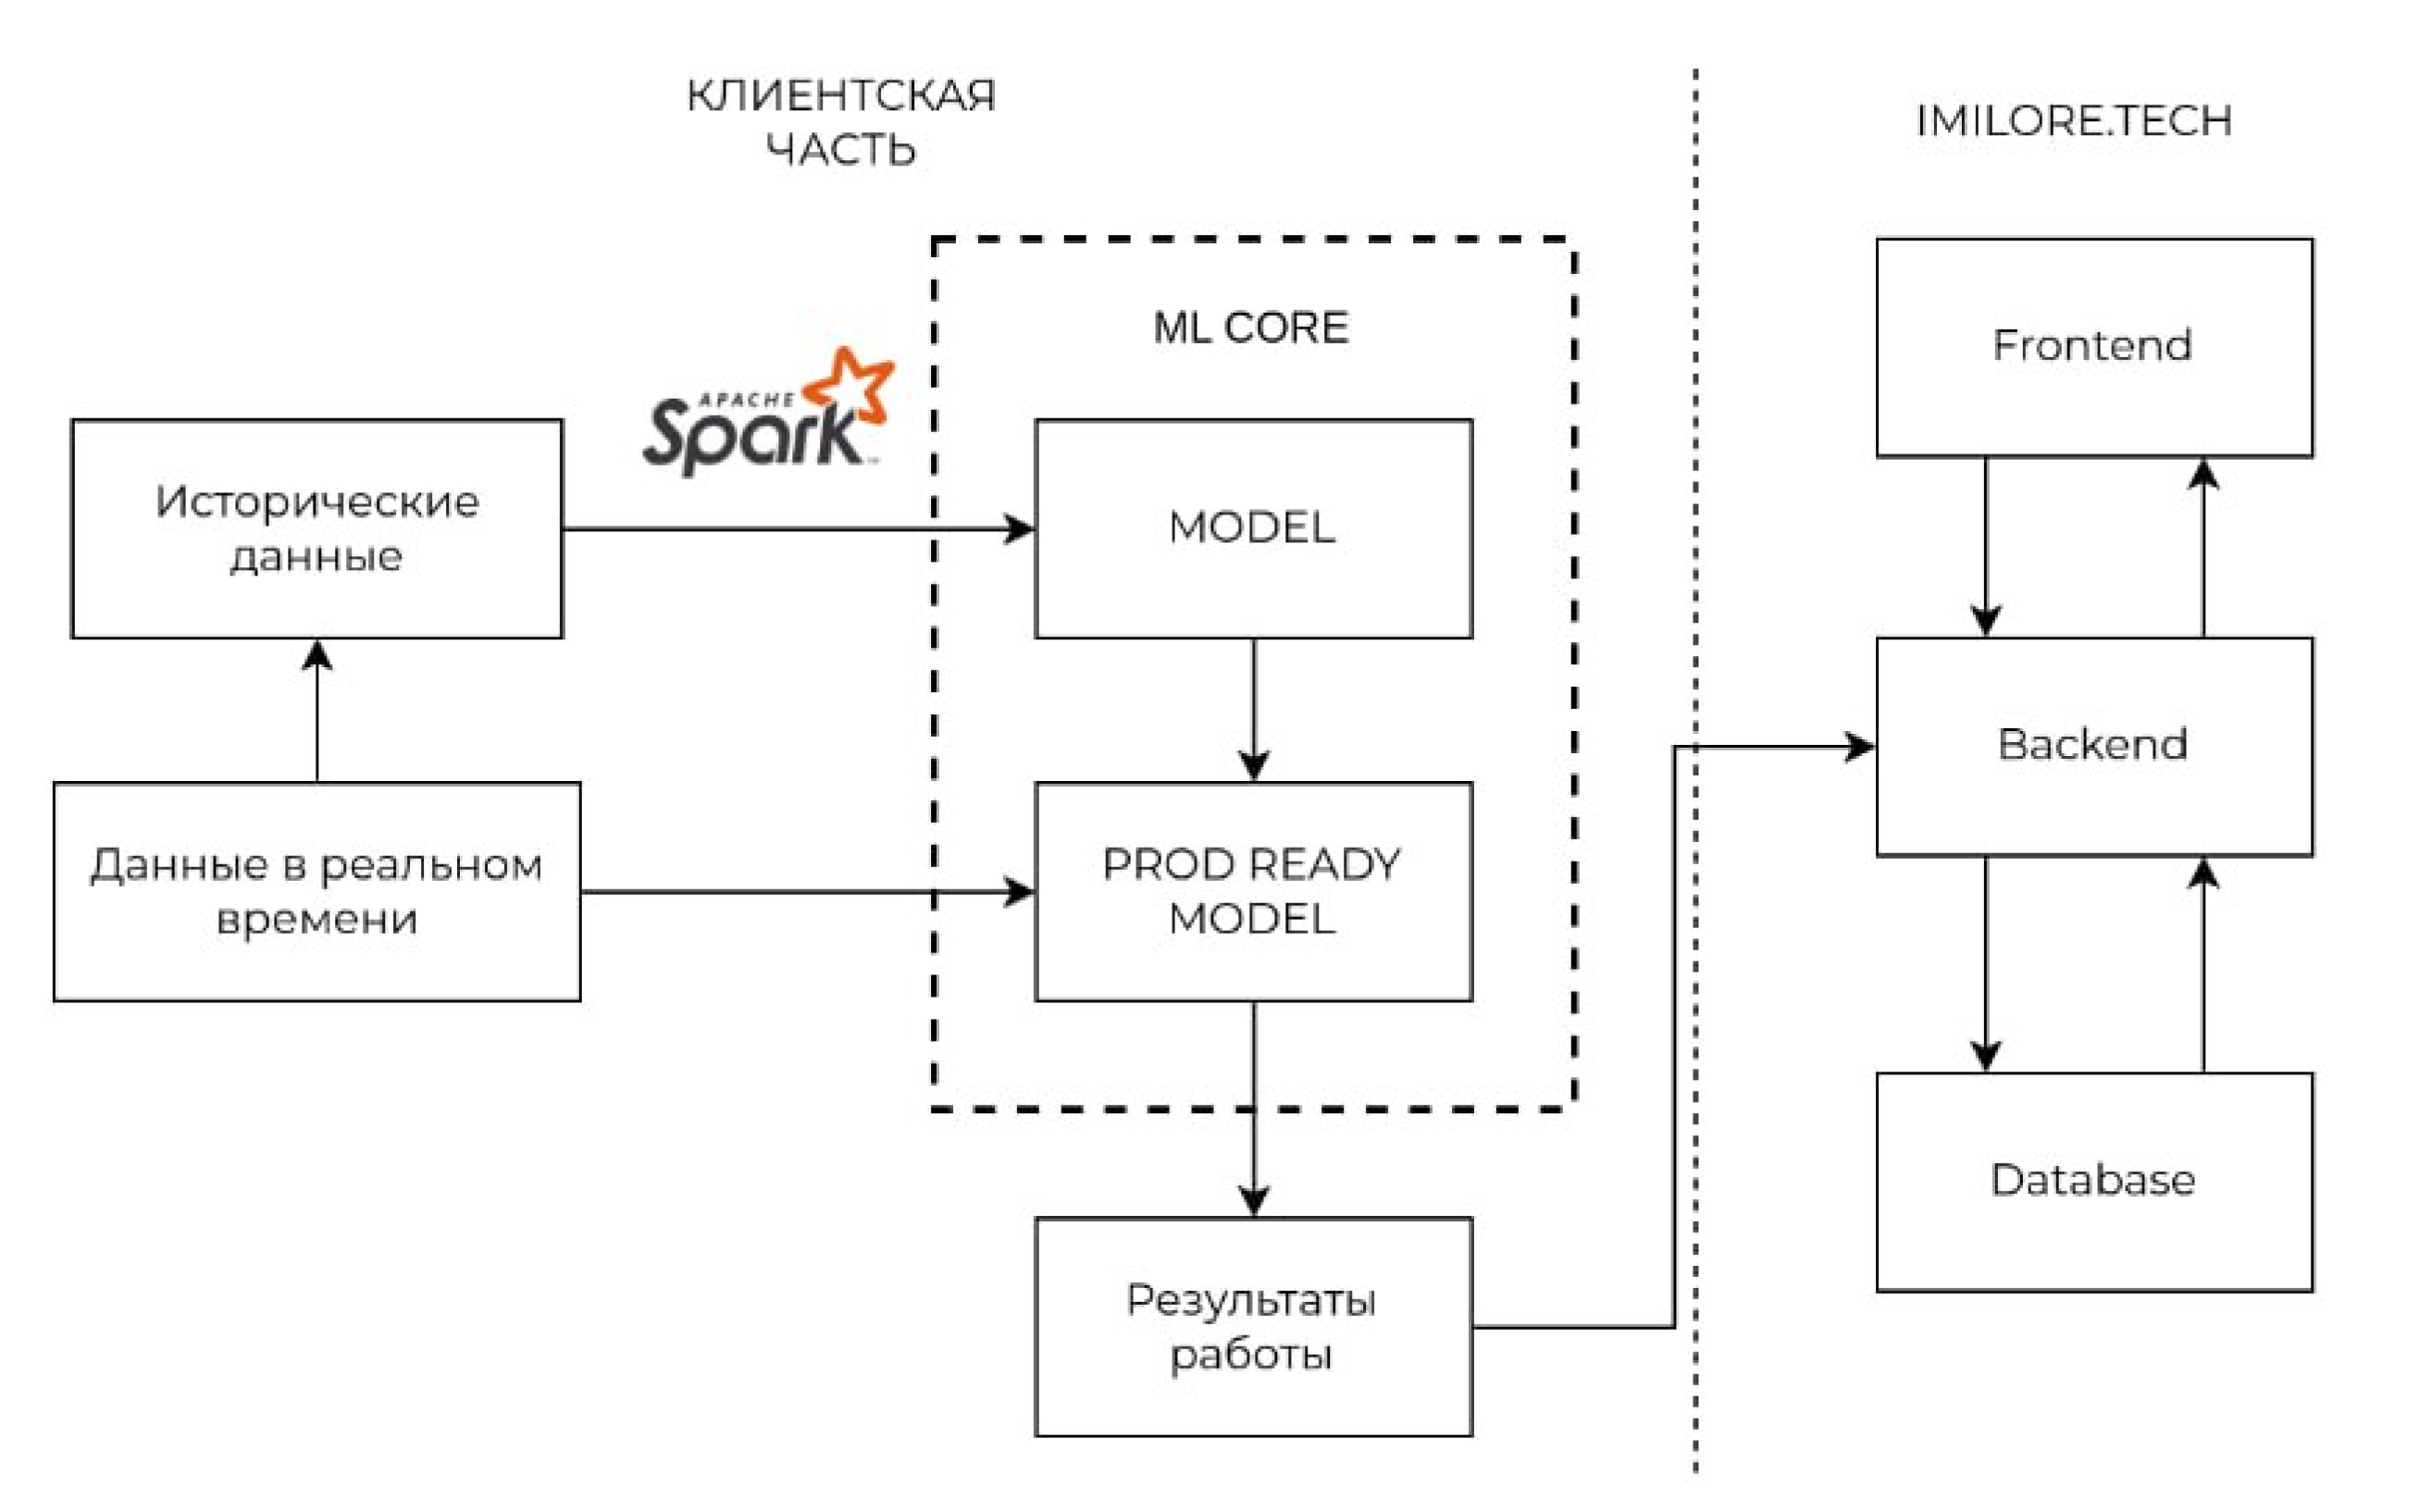 КЛИЕНТСКАЯ
ЧАСТЬ
IMILORE.TECH
ML CORE
Frontend
APACHE
Spark
Исторические
данные
MODEL
Backend
Данные в реальном
времени
PROD READY
MODEL
Database
Результаты
работы